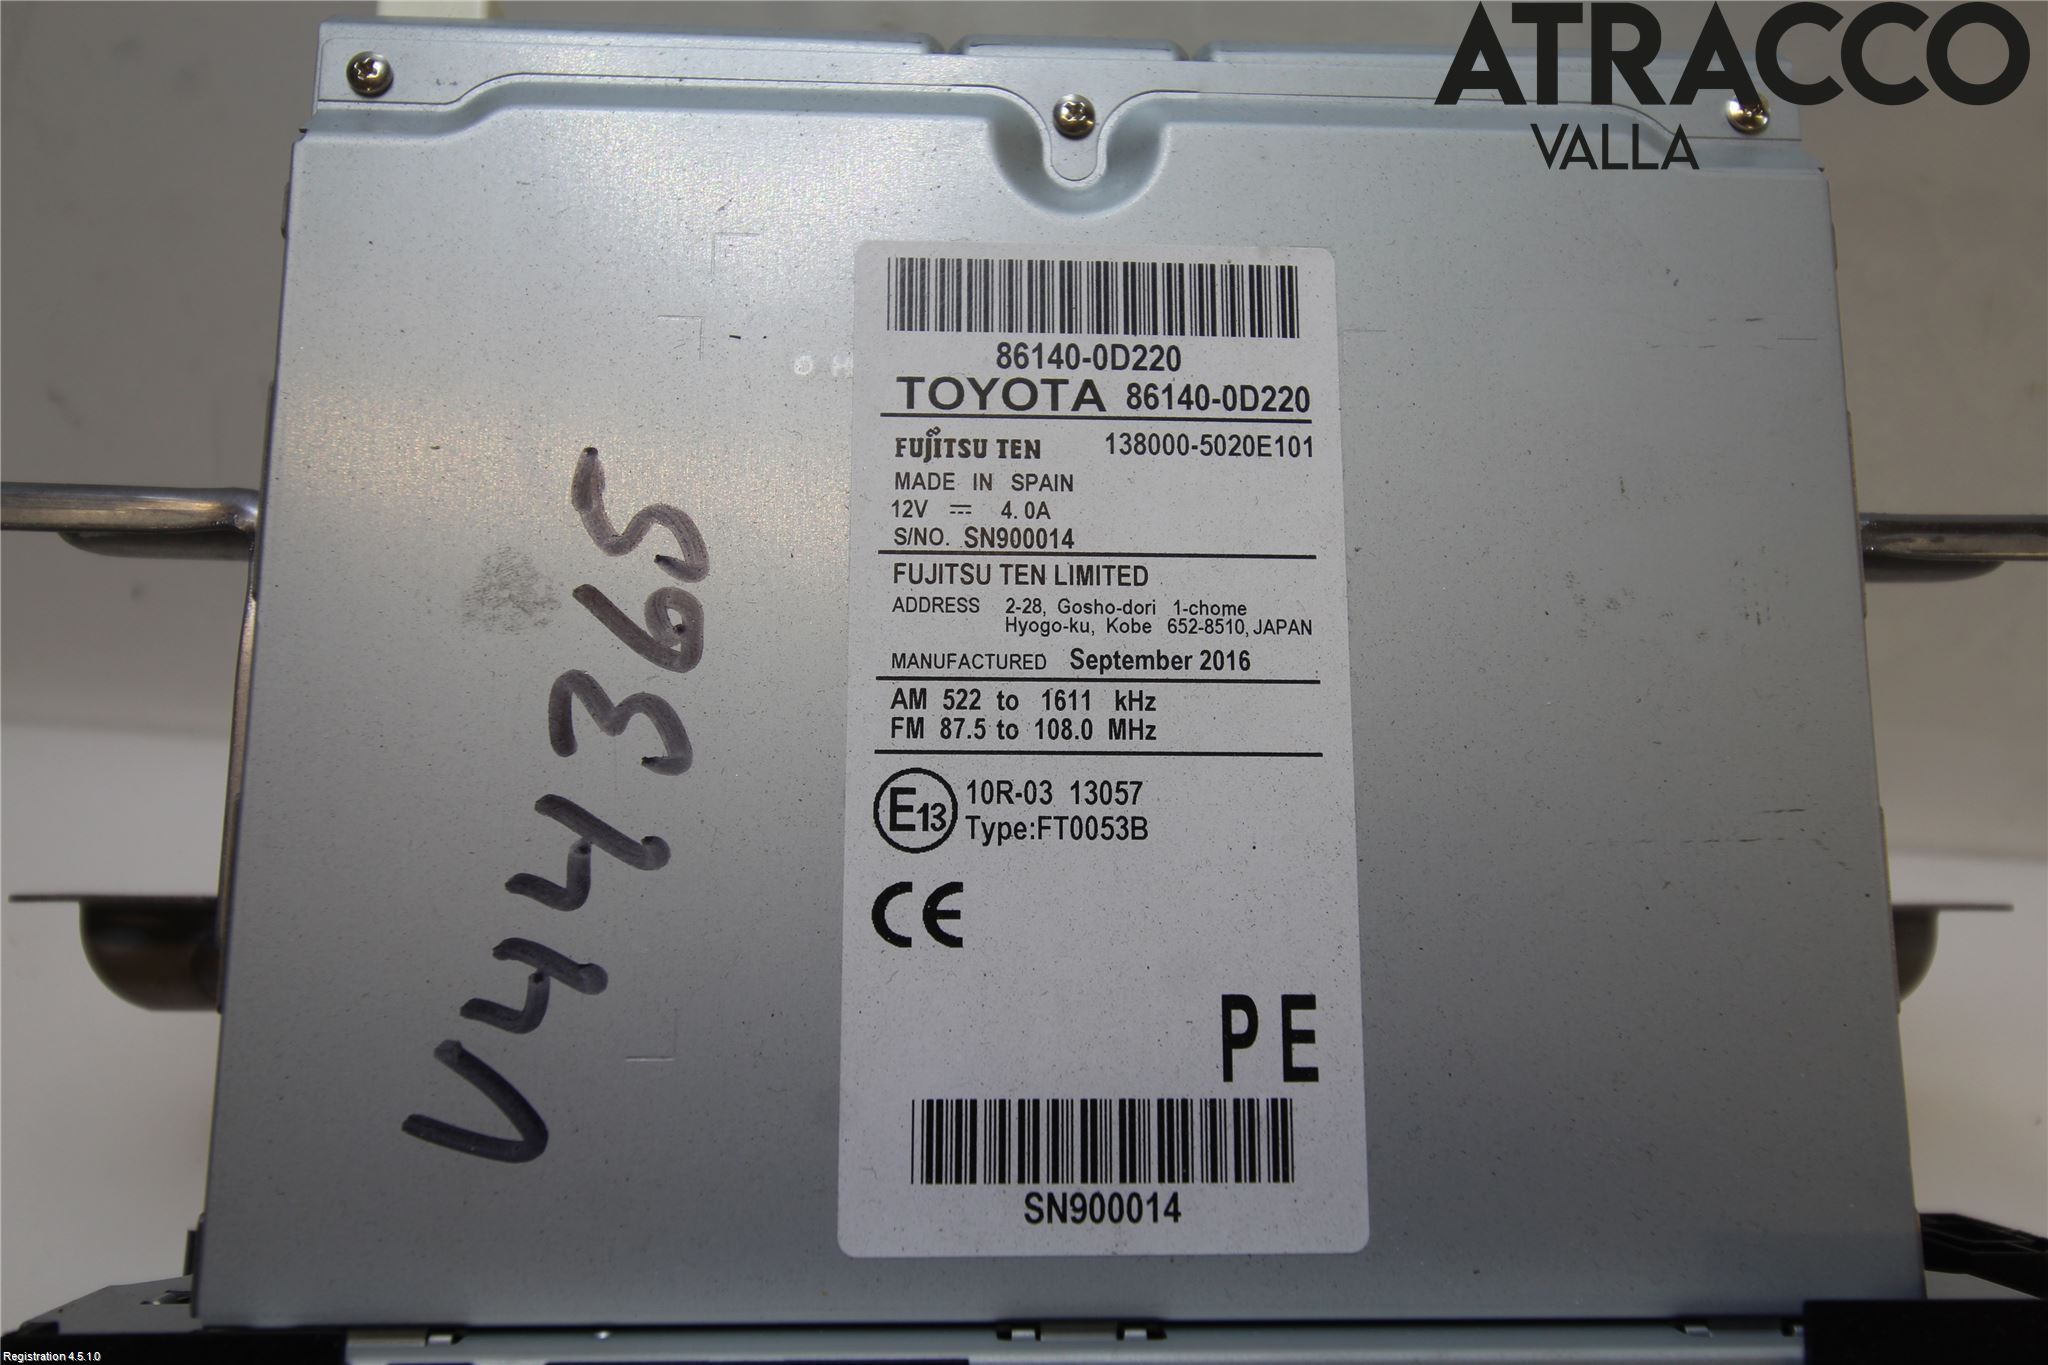 ATRACCO
VALLA
86140-0D220
TOYOTA 86140-0D220
FUJITSU TEN 138000-5020E101
MADE IN SPAIN
12V 4.0A
S/NO. SN900014
FUJITSU TEN LIMITED
ADDRESS 2-28, Gosho-dori 1-chome
Hyogo-ku, Kobe 652-8510, JAPAN
MANUFACTURED September 2016
AM 522 to 1611 kHz
FM 87.5 to 108.0 MHz
E13 10R-03 13057
Type:FT0053B
CE
PE
SN900014
V44365
Registration 4.5.1.0